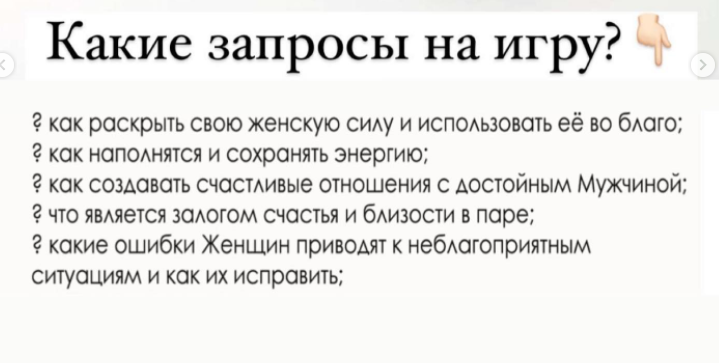 Какие запросы на игру? 👇🏻
? как раскрыть свою женскую силу и использовать её во благо;
? как наполнятся и сохранять энергию;
? как создавать счастливые отношения с достойным Мужчиной;
? что является залогом счастья и близости в паре;
? какие ошибки Женщин приводят к неблагоприятным
ситуациям и как их исправить;